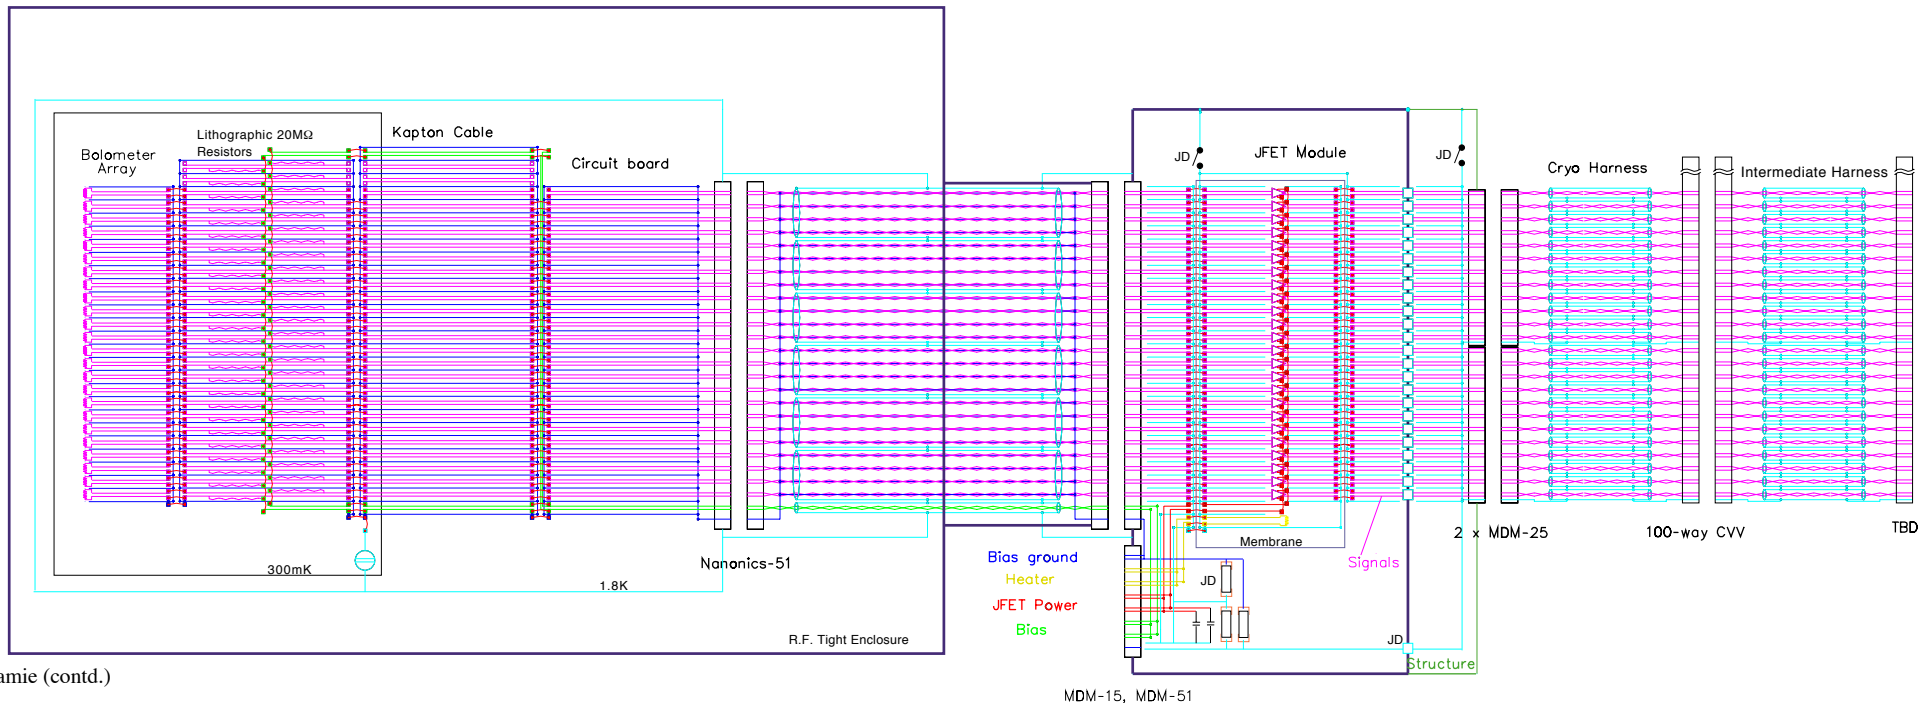 Lithographic 20MΩ
Resistors
Kapton Cable
Bolometer
Array
Circuit board
JD
JFET Module
JD
Cryo Harness
Intermediate Harness
300mK
1.8K
Nanonics-51
Bias ground
Heater
JFET Power
Bias
R.F. Tight Enclosure
Membrane
JD
Signals
JD
Structure
2 x MDM-25
100-way CVV
TBD
amie (contd.)
MDM-15, MDM-51